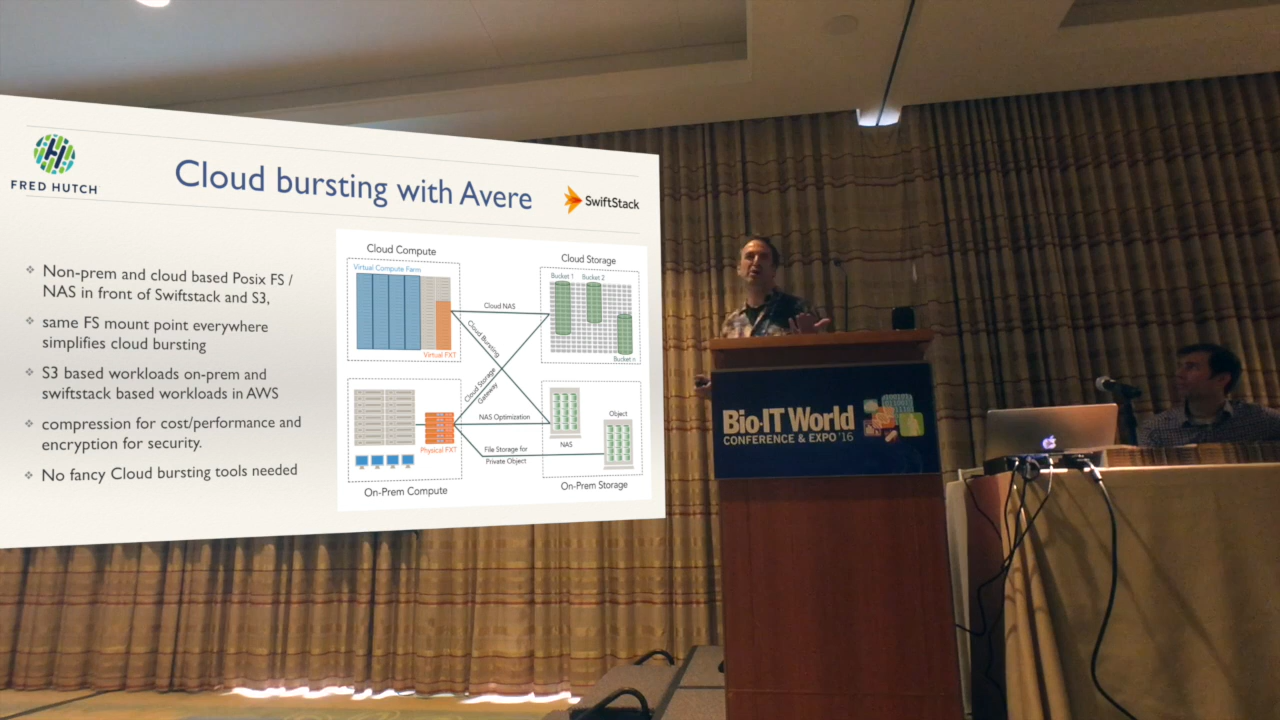 FRED HUTCH
Cloud bursting with Avere
SwiftStack
Non-prem and cloud based Posix FS /
NAS in front of Swiftstack and S3,
same FS mount point everywhere
simplifies cloud bursting
S3 based workloads on-prem and
swiftstack based workloads in AWS
compression for cost/performance and
encryption for security.
No fancy Cloud bursting tools needed
Cloud Compute
Virtual Compute Farm
Virtual FXT
Cloud Storage
Bucket 1
Bucket 2
Bucket n
Cloud NAS
Cloud Bursting
Cloud Storage
Gateway
NAS Optimization
File Storage for
Private Object
Physical FXT
On-Prem Compute
NAS
Object
On-Prem Storage
Bio-IT World
CONFERENCE & EXPO '16